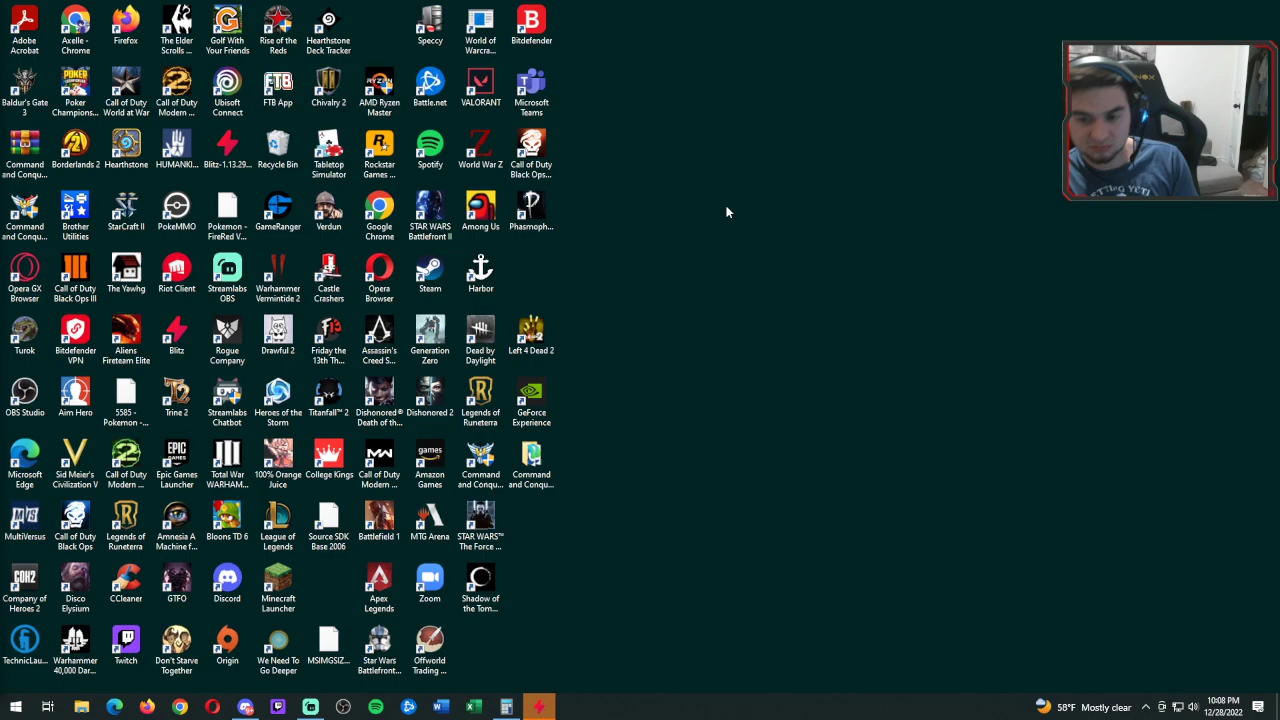 Adobe Acrobat
Axelle - Chrome
Firefox
The Elder Scrolls ...
Golf With Your Friends
Rise of the Reds
Hearthstone Deck Tracker
Speccy
World of Warcra...
Bitdefender
Baldur's Gate 3
Poker Champions...
Call of Duty World at War
Call of Duty Modern ...
Ubisoft Connect
FTB App
Chivalry 2
AMD Ryzen Master
Battle.net
VALORANT
Microsoft Teams
Command and Conqu...
Borderlands 2
Hearthstone
HUMANKI...
Blitz-1.13.29...
Recycle Bin
Tabletop Simulator
Rockstar Games ...
Spotify
World War Z
Call of Duty Black Ops...
Command and Conqu...
Brother Utilities
StarCraft II
PokeMMO
Pokemon - FireRed V...
GameRanger
Verdun
Google Chrome
STAR WARS Battlefront II
Among Us
Phasmoph...
Opera GX Browser
Call of Duty Black Ops III
The Yawhg
Riot Client
Streamlabs OBS
Warhammer Vermintide 2
Castle Crashers
Opera Browser
Steam
Harbor
Turok
Bitdefender VPN
Aliens Fireteam Elite
Blitz
Rogue Company
Drawful 2
Friday the 13th Th...
Assassin's Creed S...
Generation Zero
Dead by Daylight
Left 4 Dead 2
OBS Studio
Aim Hero
5585 - Pokemon -...
Trine 2
Streamlabs Chatbot
Heroes of the Storm
Titanfall™ 2
Dishonored® Death of th...
Dishonored 2
Legends of Runeterra
GeForce Experience
Microsoft Edge
Sid Meier's Civilization V
Call of Duty Modern ...
Epic Games Launcher
Total War WARHAM...
100% Orange Juice
College Kings
Call of Duty Modern ...
Amazon Games
Command and Conqu...
Command and Conqu...
MultiVersus
Call of Duty Black Ops
Legends of Runeterra
Amnesia A Machine f...
Bloons TD 6
League of Legends
Source SDK Base 2006
Battlefield 1
MTG Arena
STAR WARS™ The Force ...
Company of Heroes 2
Disco Elysium
CCleaner
GTFO
Discord
Minecraft Launcher
Apex Legends
Zoom
Shadow of the Tom...
TechnicLau...
Warhammer 40,000 Dar...
Twitch
Don't Starve Together
Origin
We Need To Go Deeper
MSIMGSIZ...
Star Wars Battlefront...
Offworld Trading ...
58°F Mostly clear
10:08 PM
12/28/2022